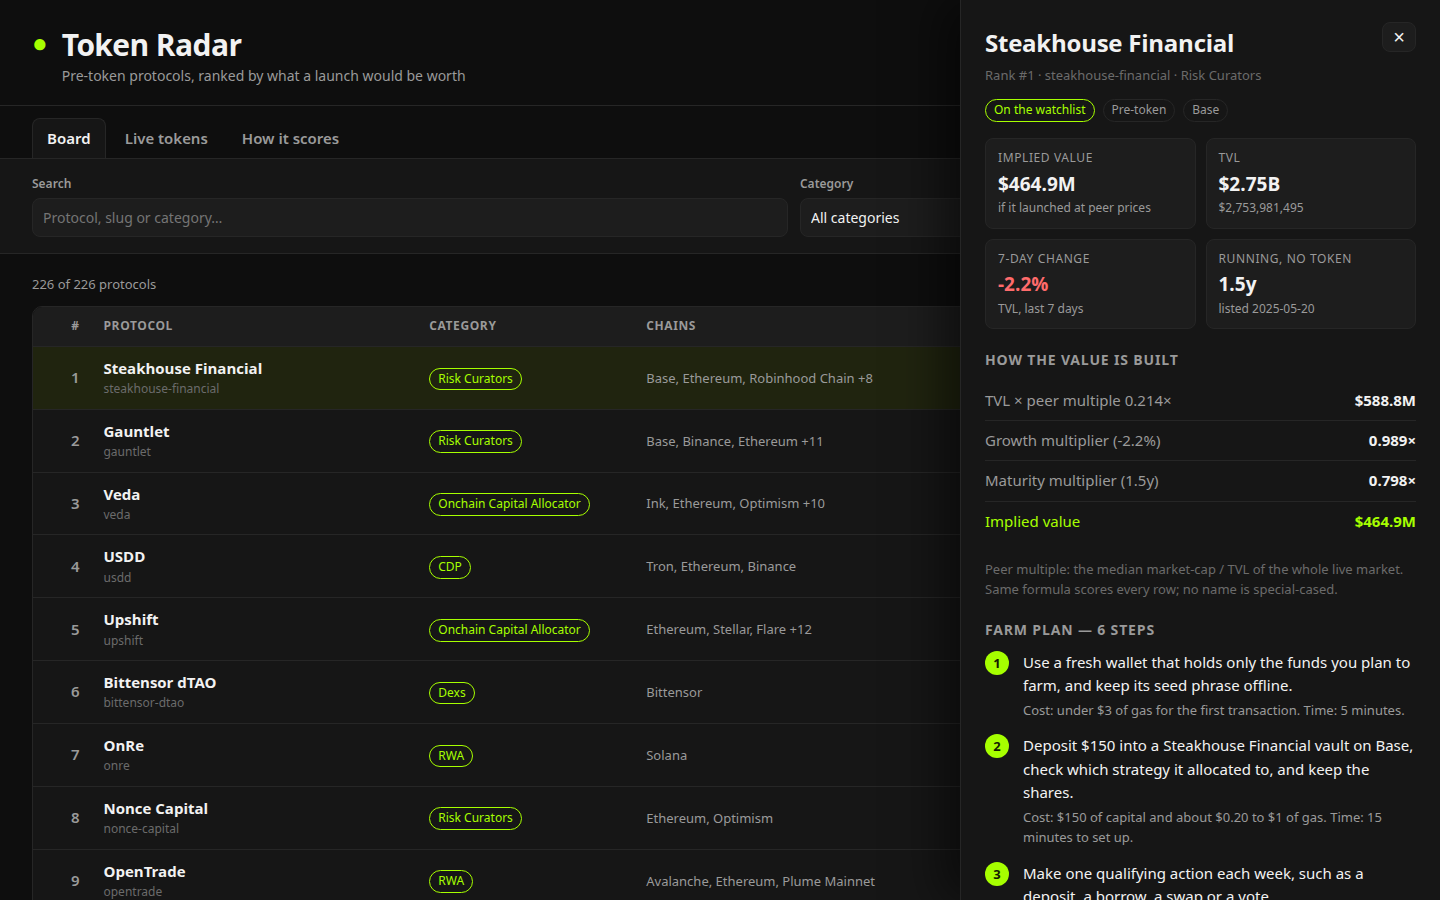 Token Radar
Pre-token protocols, ranked by what a launch would be worth
Board
Live tokens
How it scores
Search
Protocol, slug or category...
Category
All categories
226 of 226 protocols
# PROTOCOL CATEGORY CHAINS
1 Steakhouse Financial Risk Curators Base, Ethereum, Robinhood Chain +8
steakhouse-financial
2 Gauntlet Risk Curators Base, Binance, Ethereum +11
gauntlet
3 Veda Onchain Capital Allocator Ink, Ethereum, Optimism +10
veda
4 USDD CDP Tron, Ethereum, Binance
usdd
5 Upshift Onchain Capital Allocator Ethereum, Stellar, Flare +12
upshift
6 Bittensor dTAO Dexs Bittensor
bittensor-dtao
7 OnRe RWA Solana
onre
8 Nonce Capital Risk Curators Ethereum, Optimism
nonce-capital
9 OpenTrade RWA Avalanche, Ethereum, Plume Mainnet
opentrade
Steakhouse Financial
×
Rank #1 · steakhouse-financial · Risk Curators
On the watchlist
Pre-token
Base
IMPLIED VALUE
$464.9M
if it launched at peer prices
TVL
$2.75B
$2,753,981,495
7-DAY CHANGE
-2.2%
TVL, last 7 days
RUNNING, NO TOKEN
1.5y
listed 2025-05-20
HOW THE VALUE IS BUILT
TVL × peer multiple 0.214× $588.8M
Growth multiplier (-2.2%) 0.989×
Maturity multiplier (1.5y) 0.798×
Implied value $464.9M
Peer multiple: the median market-cap / TVL of the whole live market.
Same formula scores every row; no name is special-cased.
FARM PLAN — 6 STEPS
1 Use a fresh wallet that holds only the funds you plan to
farm, and keep its seed phrase offline.
Cost: under $3 of gas for the first transaction. Time: 5 minutes.
2 Deposit $150 into a Steakhouse Financial vault on Base,
check which strategy it allocated to, and keep the
shares.
Cost: $150 of capital and about $0.20 to $1 of gas. Time: 15
minutes to set up.
3 Make one qualifying action each week, such as a
deposit, a borrow, a swap or a vote.